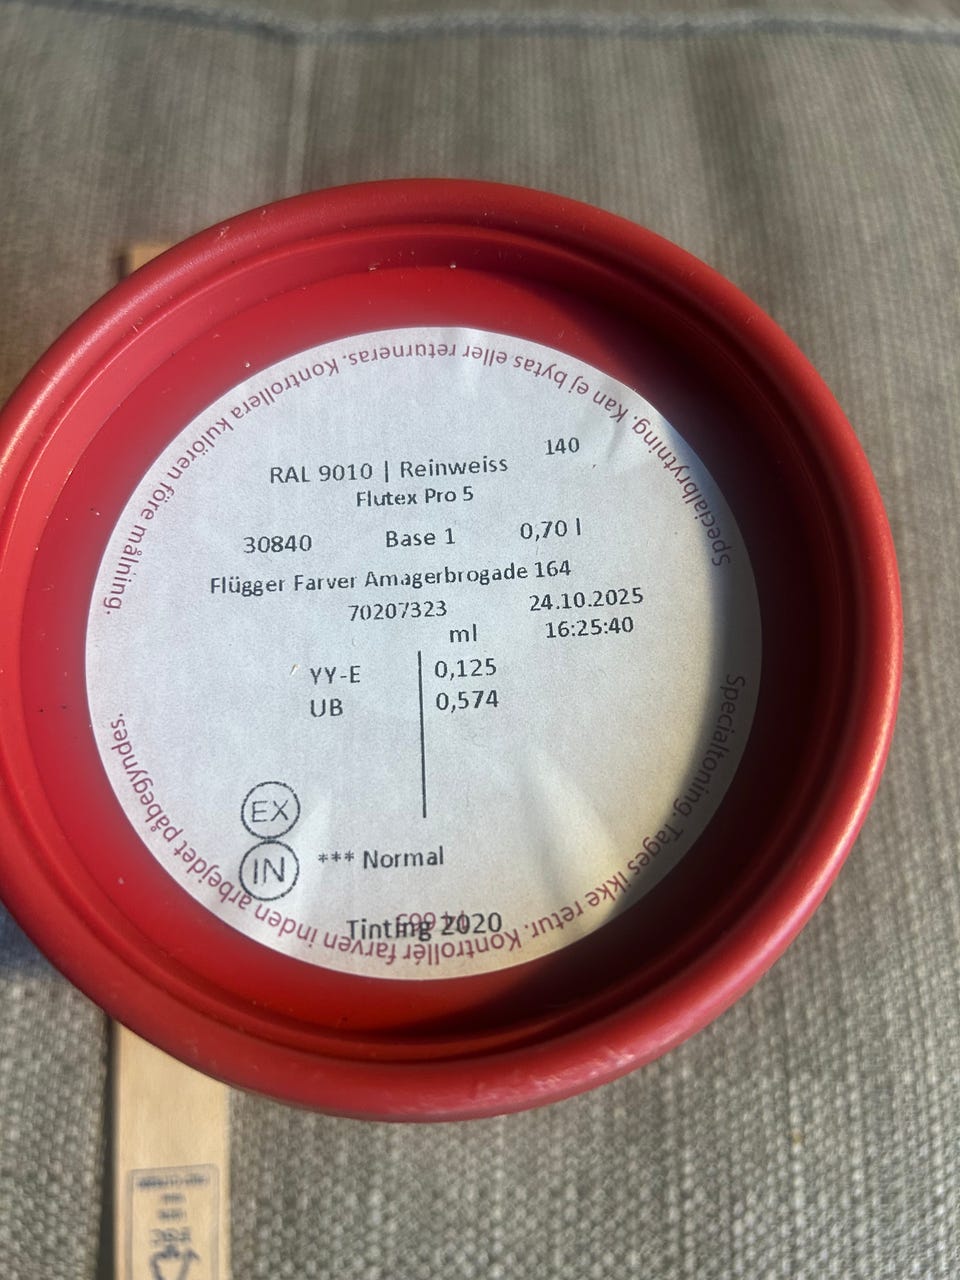 140
RAL 9010 | Reinweiss
Flutex Pro 5
30840 Base 1 0,70 l
Flügger Farver Amagerbrogade 164
70207323 24.10.2025
ml 16:25:40
YY-E 0,125
UB 0,574
EX
IN *** Normal
Tinting 2020
Specialbrytning. Kan ej bytas eller returneras. Kontrollera kulören före målning.
Specialtoning. Tages ikke retur. Kontrollér farven inden arbejdet påbegyndes.